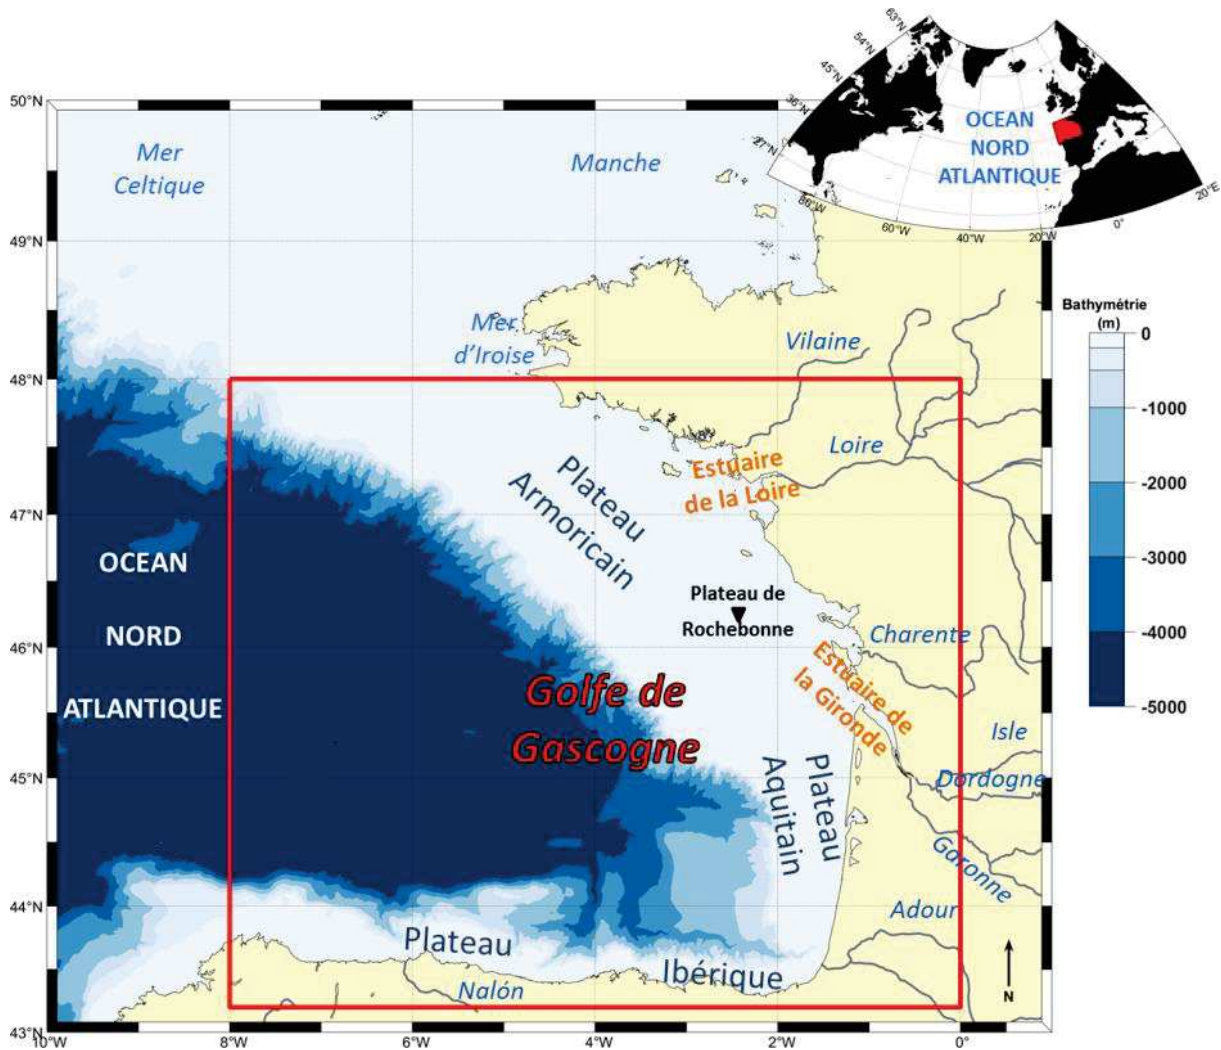 63°N
54°N
45°N
36°N
27°N
OCEAN
NORD
ATLANTIQUE
86°W
60°W
40°W
20°W
0°
20°E
50°N
49°N
48°N
47°N
46°N
45°N
44°N
43°N
10°W
8°W
6°W
4°W
2°W
0°
Mer
Celtique
Manche
Mer
d'Iroise
Vilaine
Loire
Estuaire
de la Loire
Plateau
Armoricain
OCEAN
NORD
ATLANTIQUE
Plateau de
Rochebonne
Charente
Estuaire de
la Gironde
Golfe de
Gascogne
Isle
Dordogne
Plateau
Aquitain
Garonne
Adour
Plateau
Ibérique
Nalón
N
Bathymétrie
(m)
0
-1000
-2000
-3000
-4000
-5000